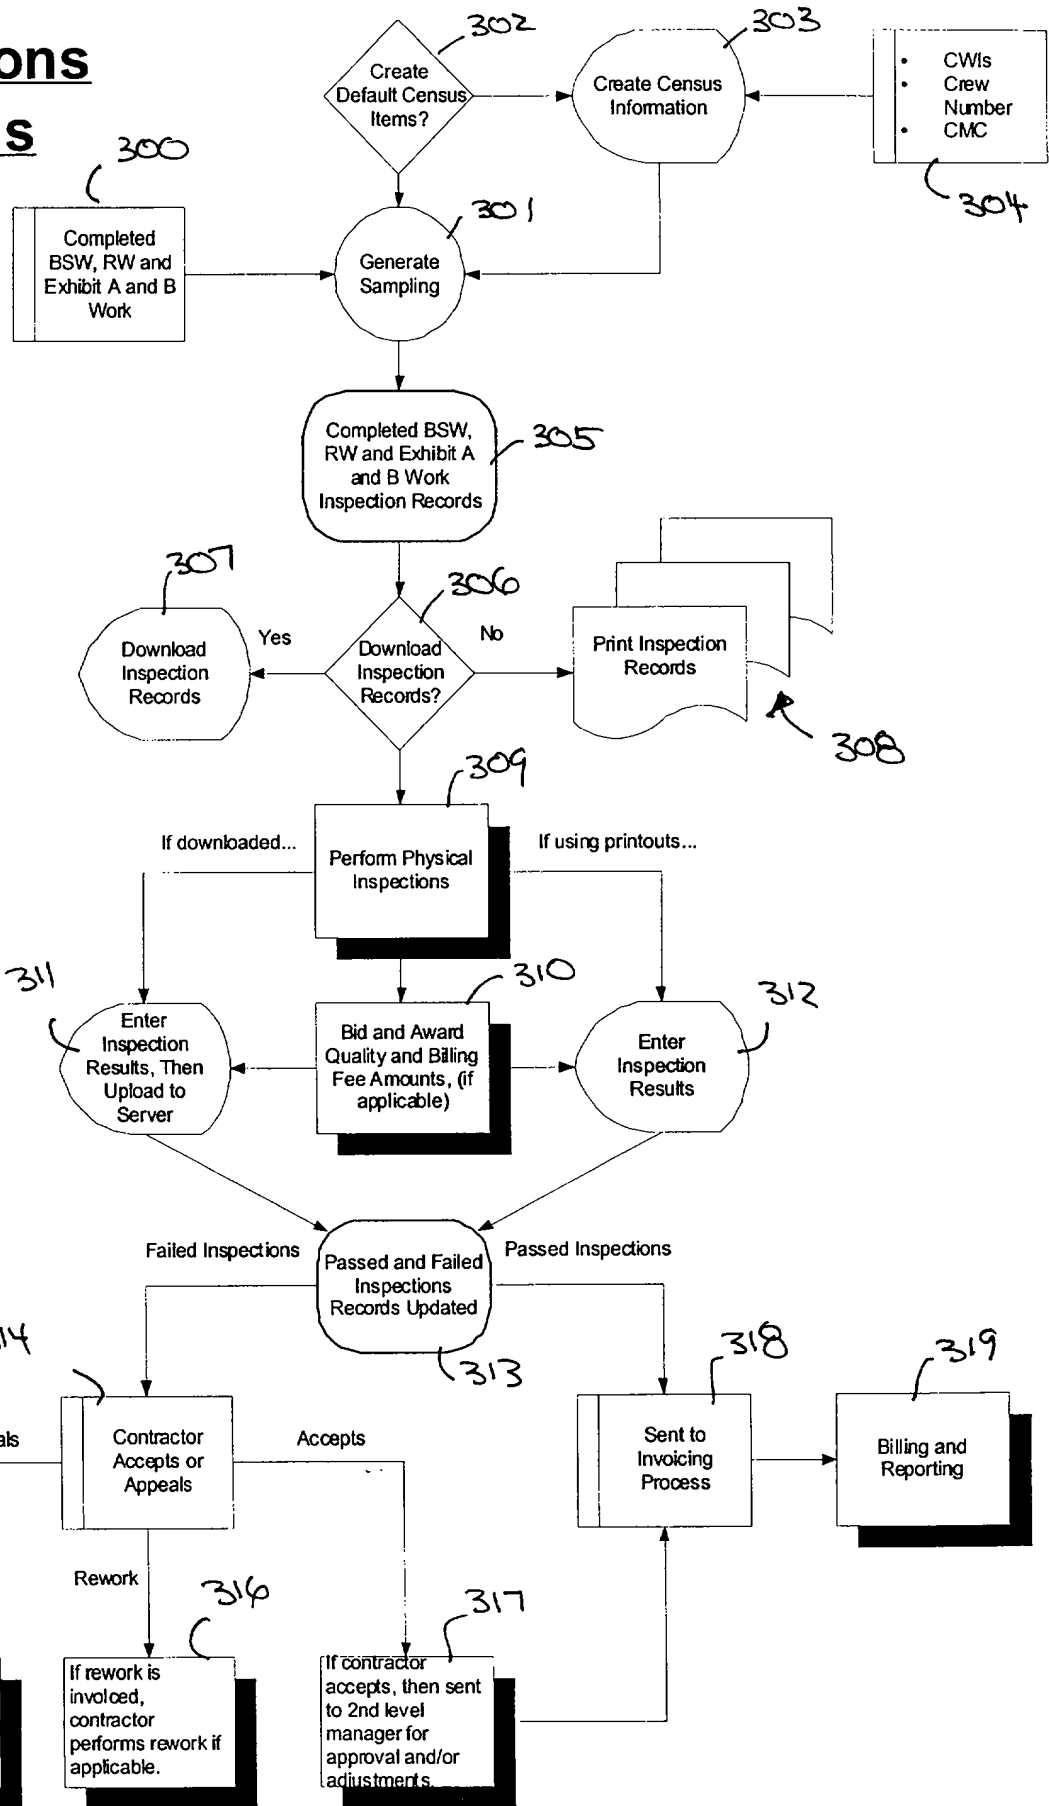 ons
s
302
303
Create
Default Census
Items?
Create Census
Information
• CWIs
• Crew
Number
• CMC
304
300
Completed
BSW, RW and
Exhibit A and B
Work
301
Generate
Sampling
Completed BSW,
RW and Exhibit A
and B Work
Inspection Records
305
307
306
Download
Inspection
Records
Yes
Download
Inspection
Records?
No
Print Inspection
Records
308
309
If downloaded...
Perform Physical
Inspections
If using printouts...
311
310
312
Enter
Inspection
Results, Then
Upload to
Server
Bid and Award
Quality and Billing
Fee Amounts, (if
applicable)
Enter
Inspection
Results
Failed Inspections
Passed and Failed
Inspections
Records Updated
Passed Inspections
313
14
318
319
als
Contractor
Accepts or
Appeals
Accepts
Sent to
Invoicing
Process
Billing and
Reporting
Rework
316
317
If rework is
involced,
contractor
performs rework if
applicable.
If contractor
accepts, then sent
to 2nd level
manager for
approval and/or
adjustments.